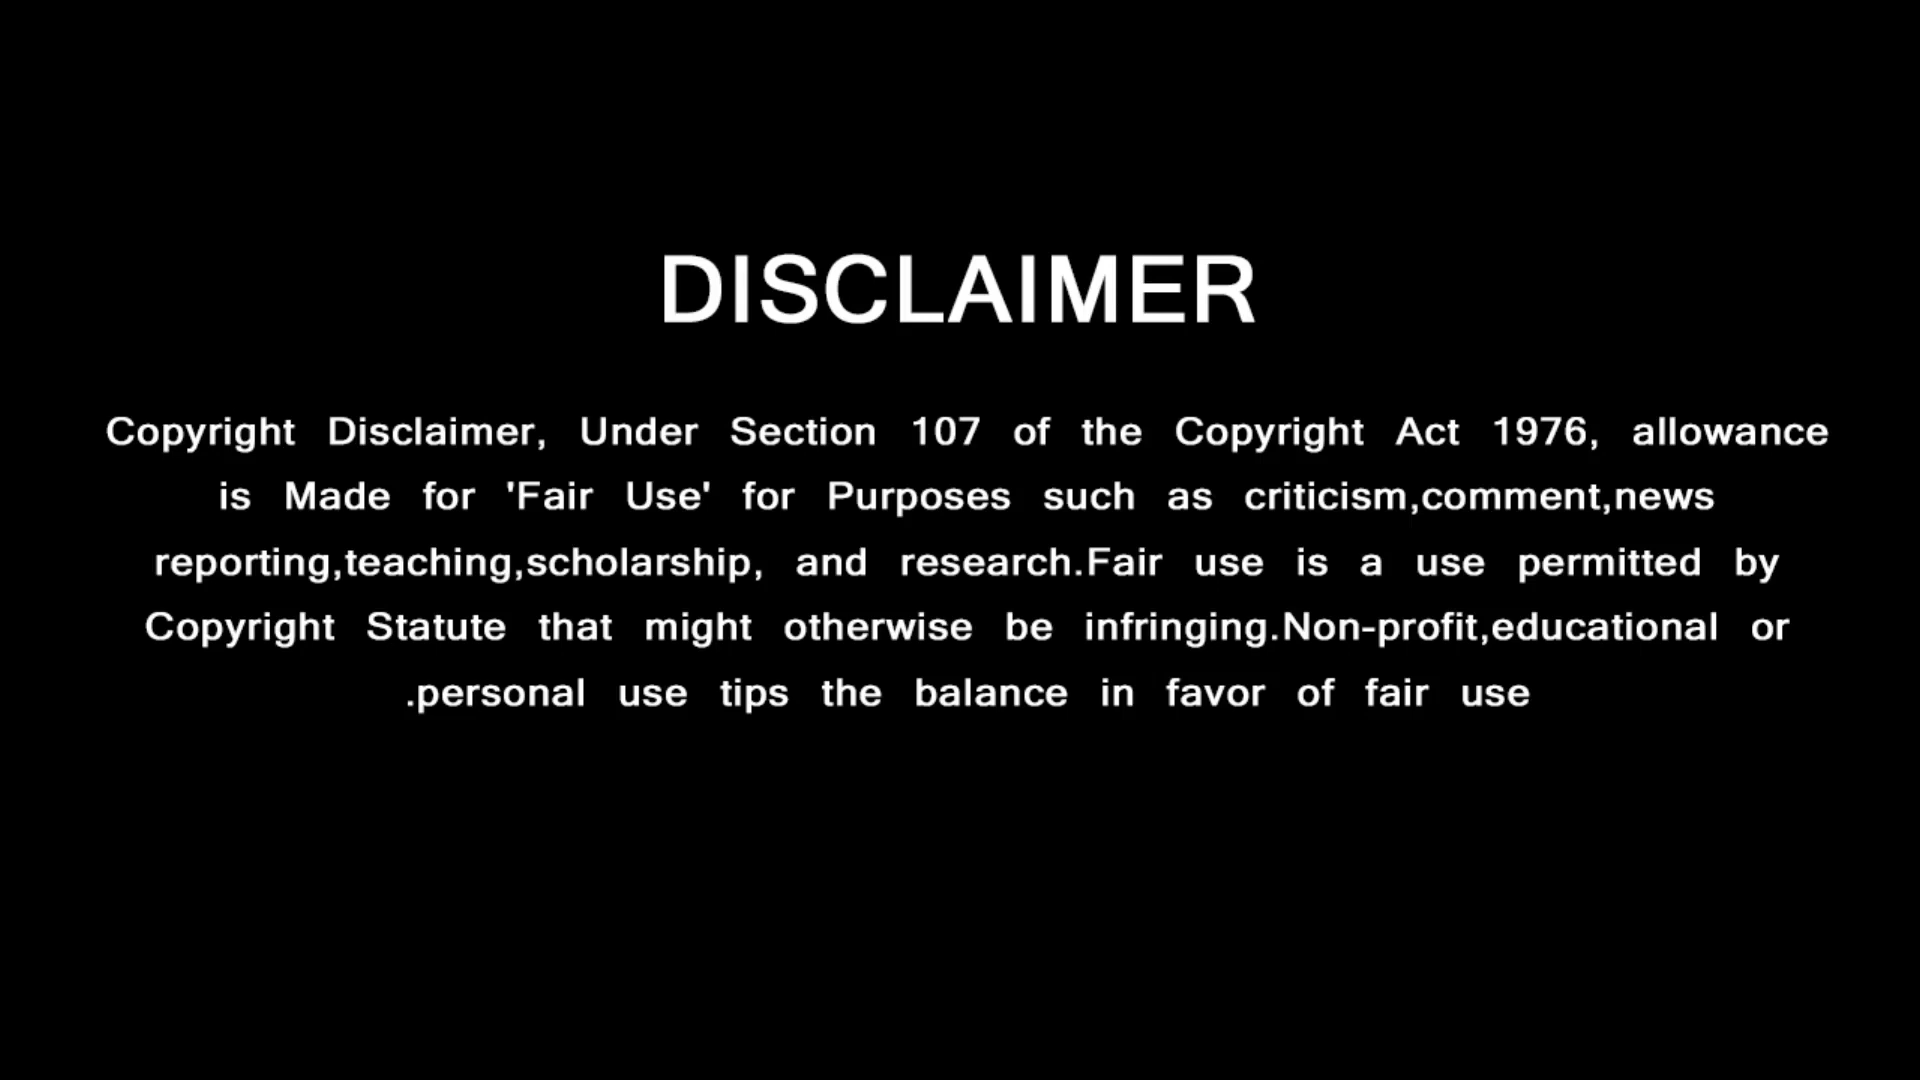 DISCLAIMER
Copyright Disclaimer, Under Section 107 of the Copyright Act 1976, allowance
is Made for 'Fair Use' for Purposes such as criticism,comment,news
reporting,teaching,scholarship, and research.Fair use is a use permitted by
Copyright Statute that might otherwise be infringing.Non-profit,educational or
.personal use tips the balance in favor of fair use